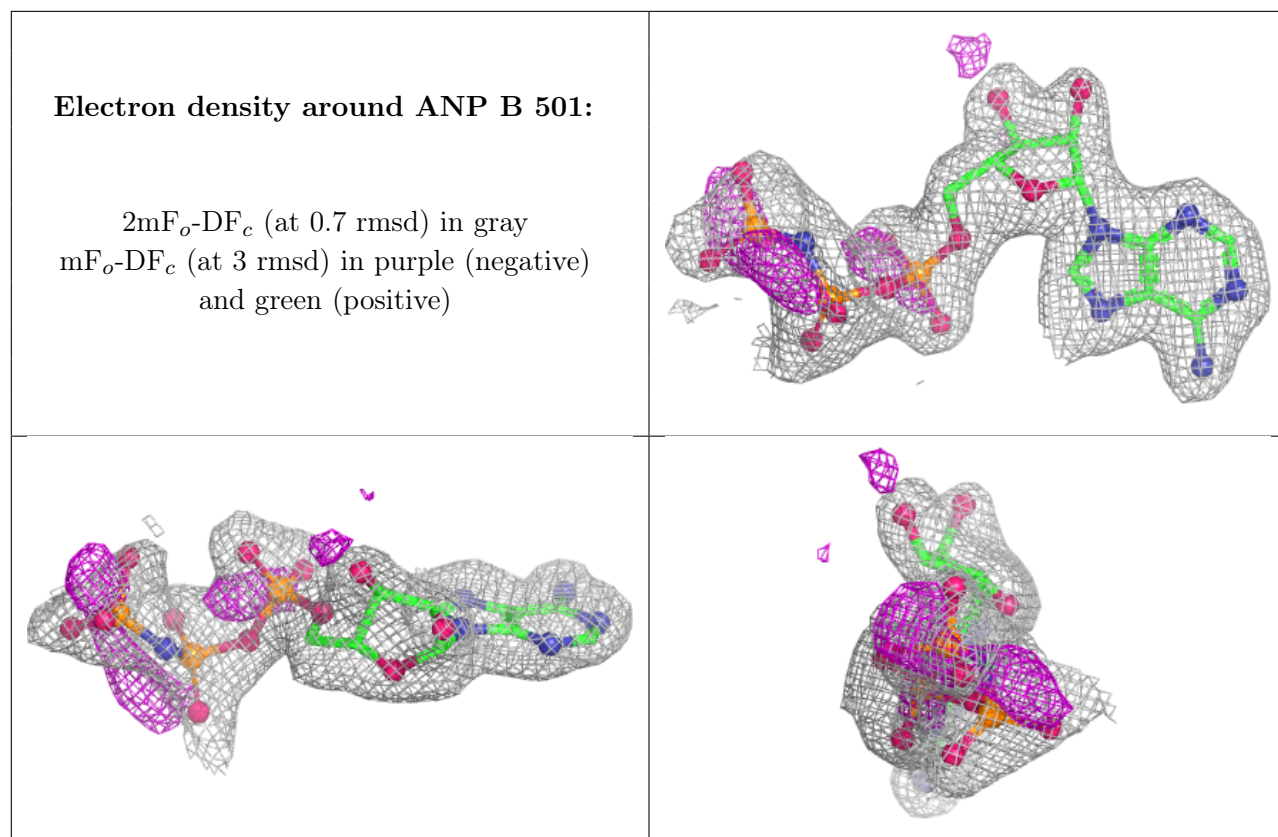 Electron density around ANP B 501:
2mFo-DFc (at 0.7 rmsd) in gray
mFo-DFc (at 3 rmsd) in purple (negative)
and green (positive)